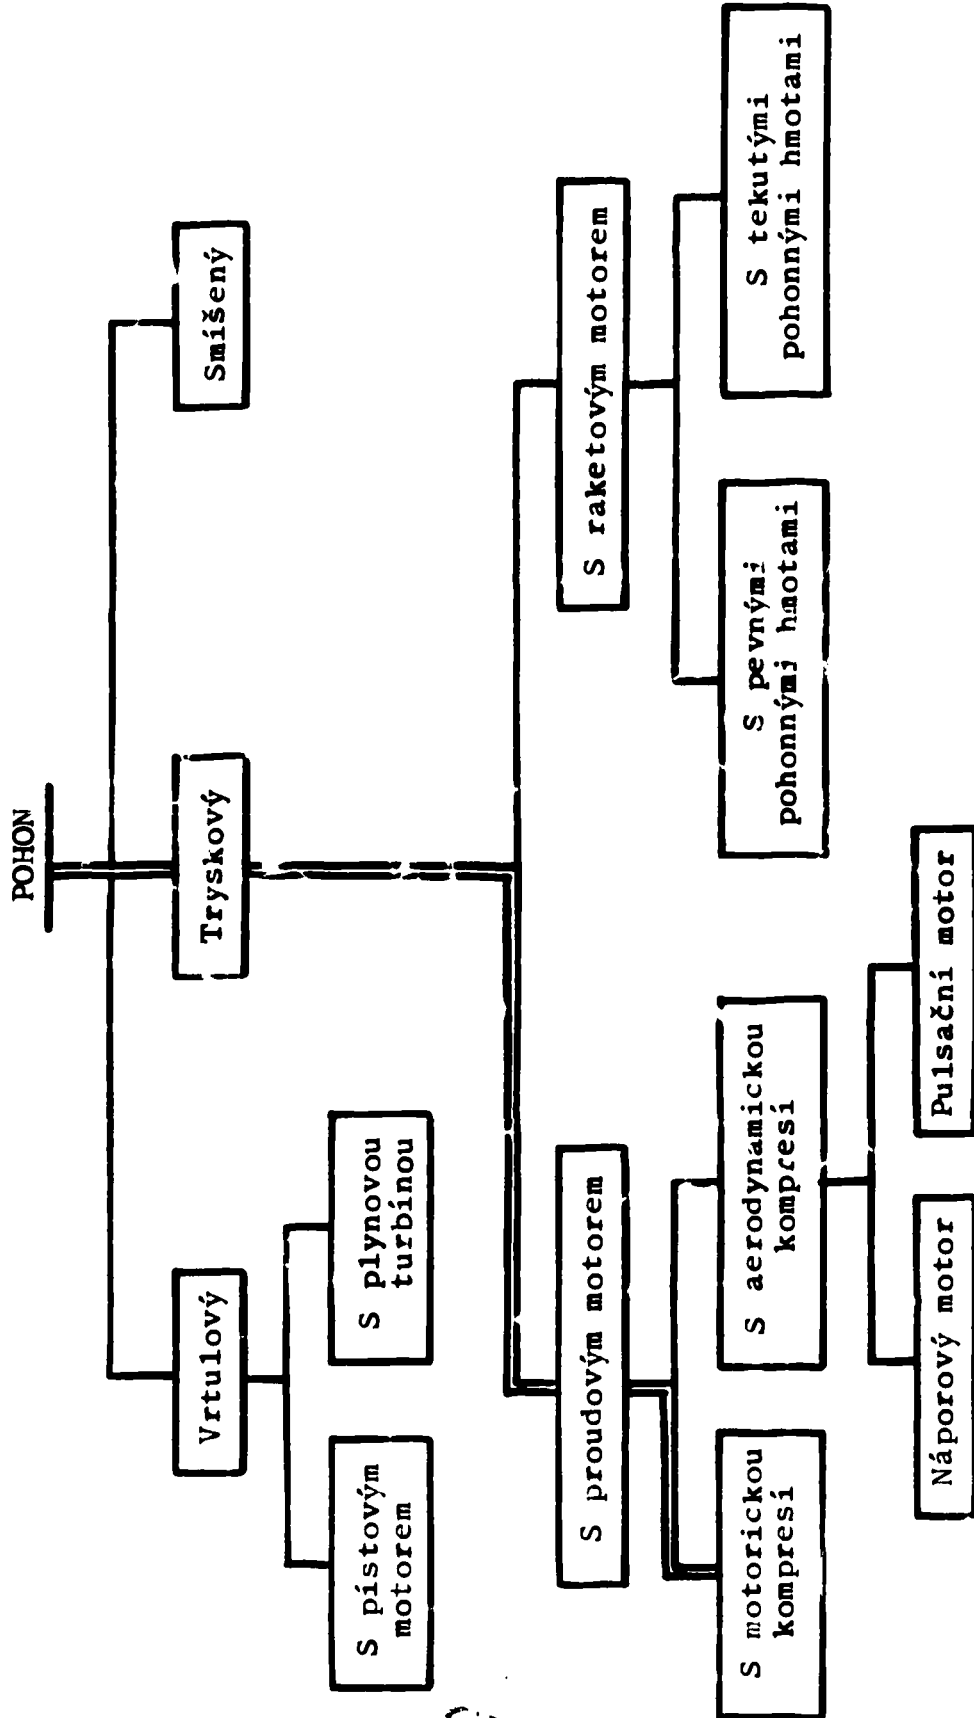 POHON
Vrtulový
Tryskový
Smíšený
S pístovým
motorem
S plynovou
turbínou
S proudovým motorem
S raketovým motorem
S motorickou
kompresí
S aerodynamickou
kompresí
S pevnými
pohonnými hmotami
S tekutými
pohonnými hmotami
Náporový motor
Pulsační motor